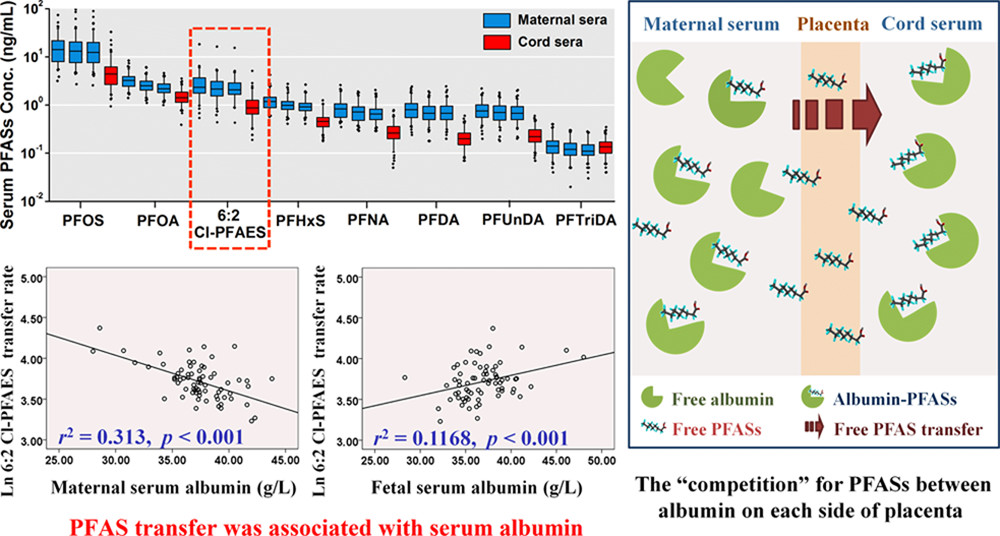 Serum PFASs Conc. (ng/mL)
10²
10¹
10⁰
10⁻¹
10⁻²
Maternal sera
Cord sera
PFOS PFOA 6:2 PFHxS PFNA PFDA PFUnDA PFTriDA
Cl-PFAES
Ln 6:2 Cl-PFAES transfer rate
5.00
4.50
4.00
3.50
3.00
r² = 0.313, p < 0.001
25.00 30.00 35.00 40.00 45.00
Maternal serum albumin (g/L)
Ln 6:2 Cl-PFAES transfer rate
5.00
4.50
4.00
3.50
3.00
r² = 0.1168, p < 0.001
25.00 30.00 35.00 40.00 45.00 50.00
Fetal serum albumin (g/L)
PFAS transfer was associated with serum albumin
Maternal serum Placenta Cord serum
Free albumin Albumin-PFASs
Free PFASs Free PFAS transfer
The “competition” for PFASs between
albumin on each side of placenta